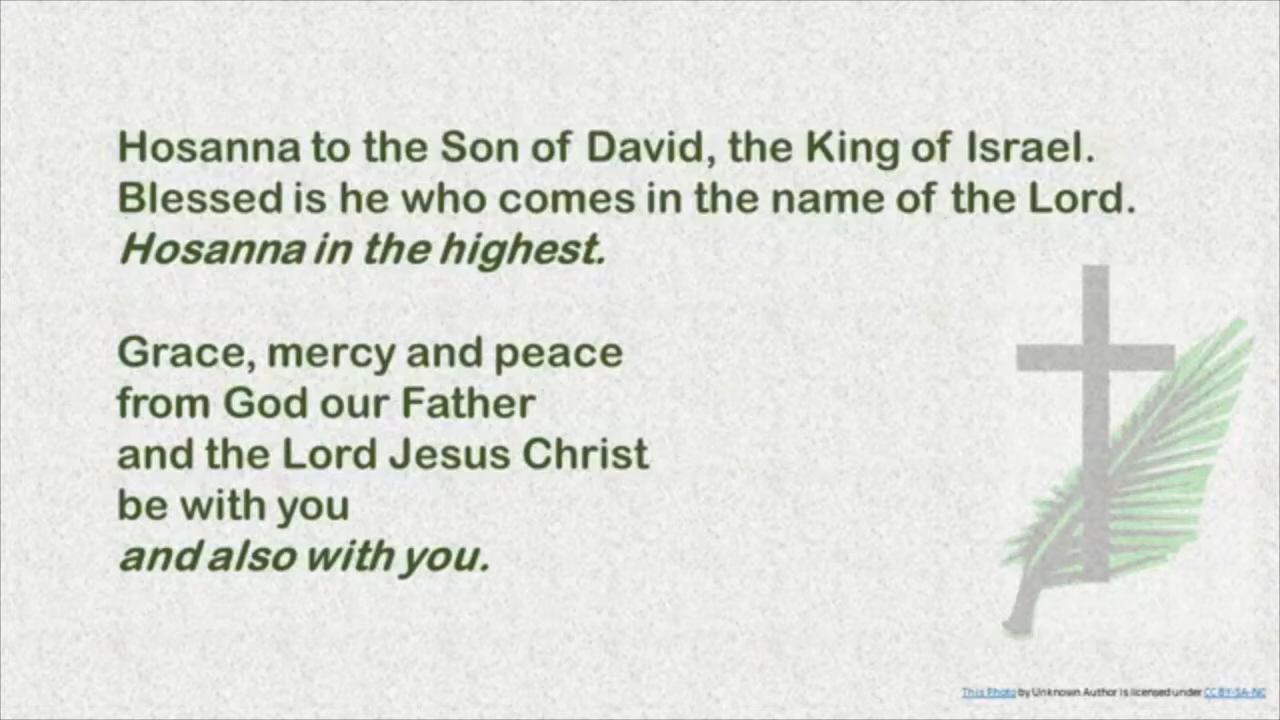 Hosanna to the Son of David, the King of Israel.
Blessed is he who comes in the name of the Lord.
Hosanna in the highest.
Grace, mercy and peace
from God our Father
and the Lord Jesus Christ
be with you
and also with you.
This Photo by Unknown Author is licensed under CC BY-SA-NC